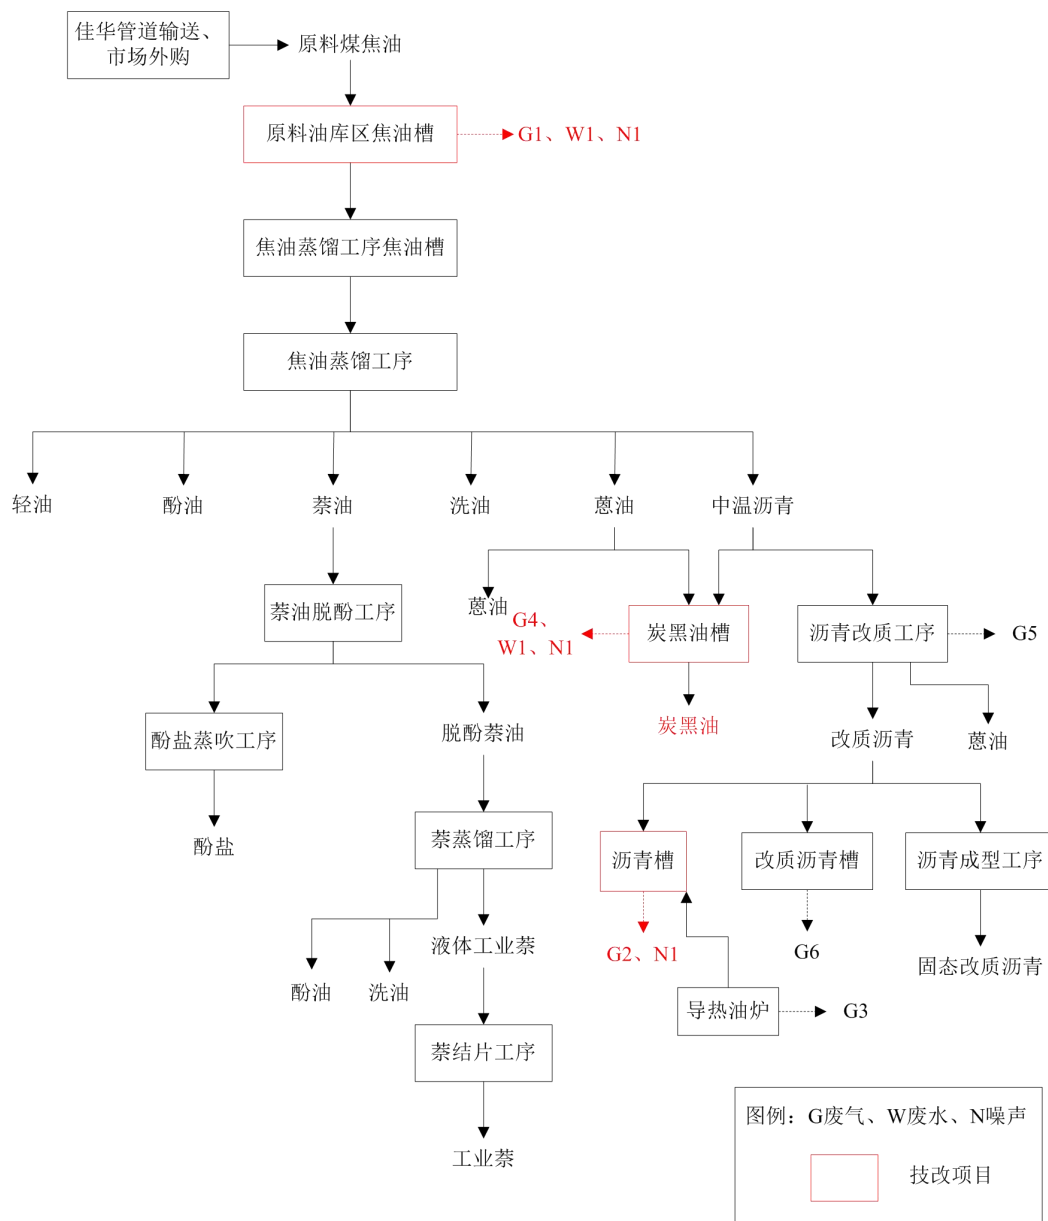 佳华管道输送、
市场外购
原料煤焦油
原料油库区焦油槽
G1、W1、N1
焦油蒸馏工序焦油槽
焦油蒸馏工序
轻油
酚油
萘油
洗油
蒽油
中温沥青
萘油脱酚工序
蒽油
G4、
W1、N1
炭黑油槽
沥青改质工序
G5
酚盐蒸吹工序
脱酚萘油
炭黑油
改质沥青
蒽油
酚盐
萘蒸馏工序
沥青槽
改质沥青槽
沥青成型工序
液体工业萘
G2、N1
G6
固态改质沥青
酚油
洗油
导热油炉
G3
萘结片工序
工业萘
图例：G废气、W废水、N噪声
技改项目